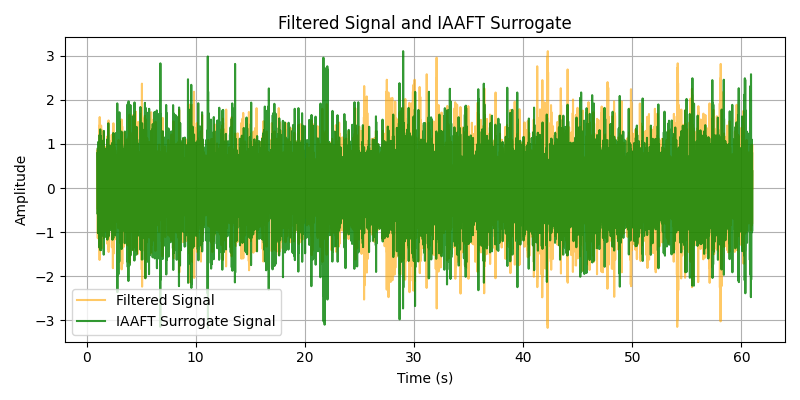 Filtered Signal and IAAFT Surrogate
Amplitude
3
2
1
0
−1
−2
−3
Filtered Signal
IAAFT Surrogate Signal
0 10 20 30 40 50 60
Time (s)